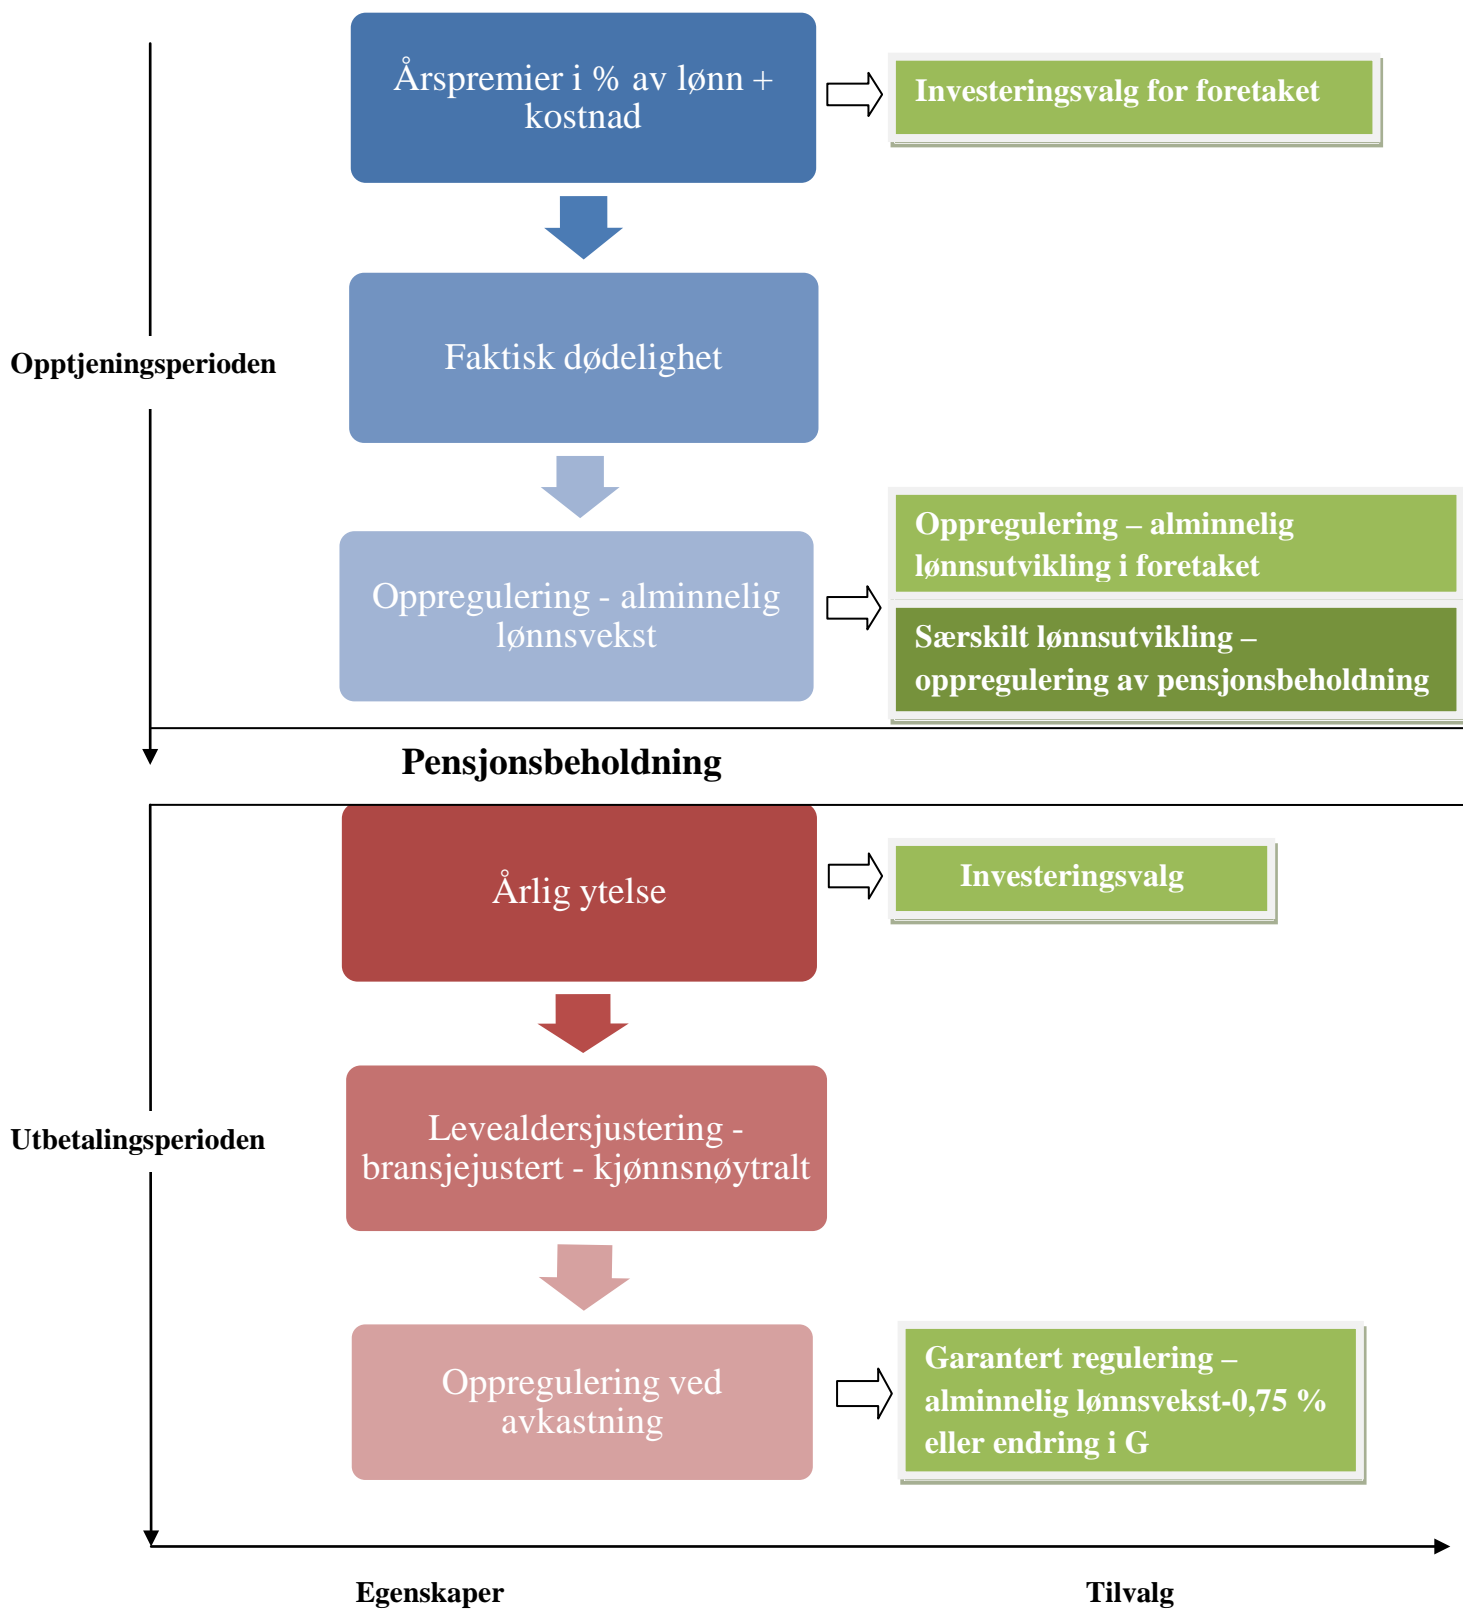 Årspremier i % av lønn +
kostnad
Investeringsvalg for foretaket
Opptjeningsperioden
Faktisk dødelighet
Oppregulering - alminnelig
lønnsvekst
Oppregulering – alminnelig
lønnsutvikling i foretaket
Særskilt lønnsutvikling –
oppregulering av pensjonsbeholdning
Pensjonsbeholdning
Årlig ytelse
Investeringsvalg
Utbetalingsperioden
Levealdersjustering -
bransjejustert - kjønnsnøytralt
Oppregulering ved
avkastning
Garantert regulering –
alminnelig lønnsvekst-0,75 %
eller endring i G
Egenskaper
Tilvalg